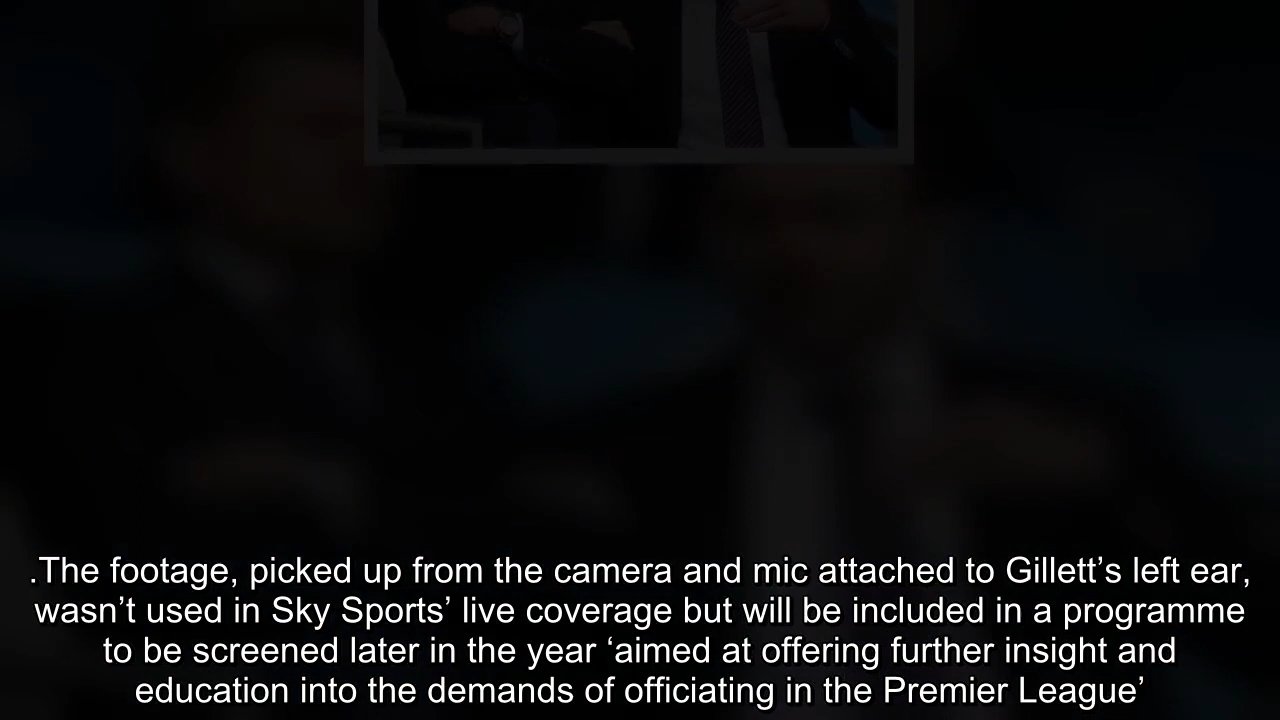 .The footage, picked up from the camera and mic attached to Gillett’s left ear,
wasn’t used in Sky Sports’ live coverage but will be included in a programme
to be screened later in the year ‘aimed at offering further insight and
education into the demands of officiating in the Premier League’